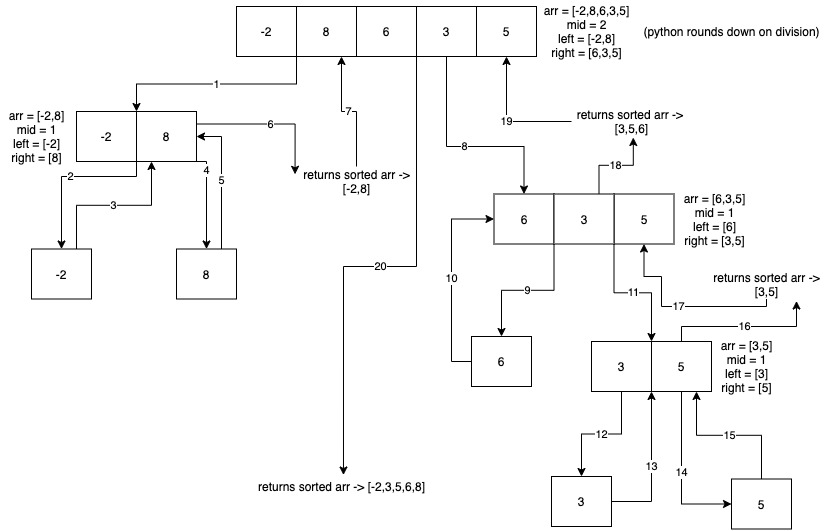 -2 8 6 3 5
arr = [-2,8,6,3,5]
mid = 2
left = [-2,8]
right = [6,3,5]
(python rounds down on division)
1
arr = [-2,8]
mid = 1
left = [-2]
right = [8]
-2 8
6
7
19
returns sorted arr ->
[3,5,6]
8
18
2
3
4
5
returns sorted arr ->
[-2,8]
6 3 5
arr = [6,3,5]
mid = 1
left = [6]
right = [3,5]
-2
8
20
10
9
11
returns sorted arr ->
[3,5]
17
16
6
3 5
arr = [3,5]
mid = 1
left = [3]
right = [5]
12
13
14
15
returns sorted arr -> [-2,3,5,6,8]
3
5